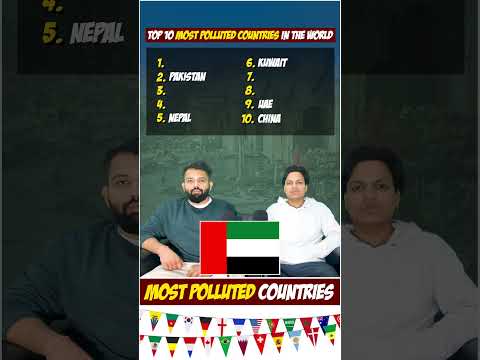 TOP 10 MOST POLLUTED COUNTRIES IN THE WORLD
1.
2. PAKISTAN
3.
4.
5. NEPAL
6. KUWAIT
7.
8.
9. UAE
10. CHINA
MOST POLLUTED COUNTRIES
4.
5. NEPAL